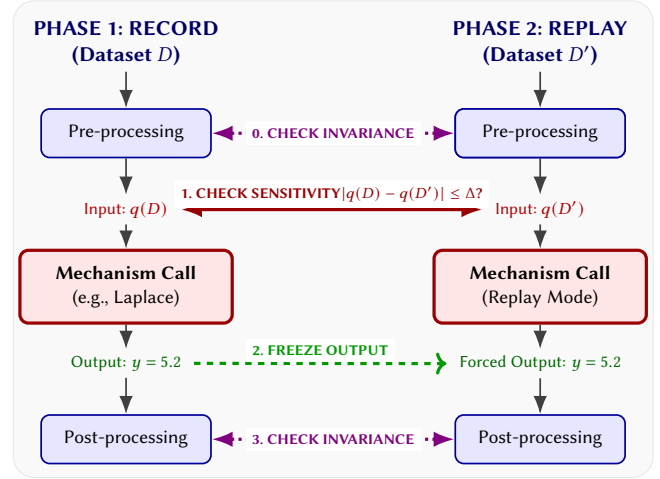 PHASE 1: RECORD
(Dataset D)
PHASE 2: REPLAY
(Dataset D′)
Pre-processing
0. CHECK INVARIANCE
Pre-processing
1. CHECK SENSITIVITY|q(D) − q(D′)| ≤ Δ?
Input: q(D)
Input: q(D′)
Mechanism Call
(e.g., Laplace)
Mechanism Call
(Replay Mode)
2. FREEZE OUTPUT
Output: y = 5.2
Forced Output: y = 5.2
Post-processing
3. CHECK INVARIANCE
Post-processing